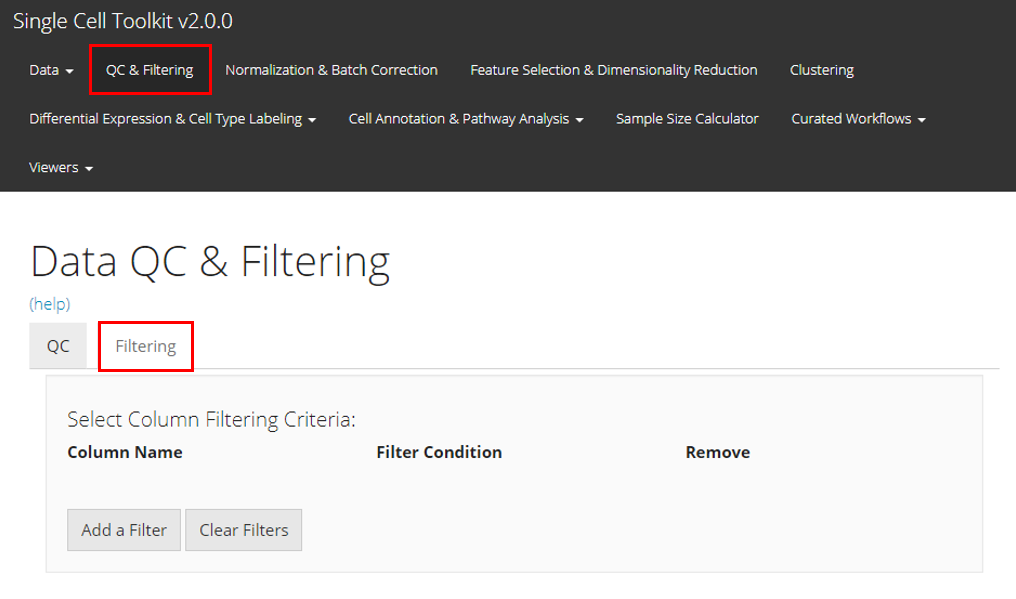 Single Cell Toolkit v2.0.0
Data QC & Filtering Normalization & Batch Correction Feature Selection & Dimensionality Reduction Clustering
Differential Expression & Cell Type Labeling Cell Annotation & Pathway Analysis Sample Size Calculator Curated Workflows
Viewers
Data QC & Filtering
(help)
QC Filtering
Select Column Filtering Criteria:
Column Name Filter Condition Remove
Add a Filter Clear Filters